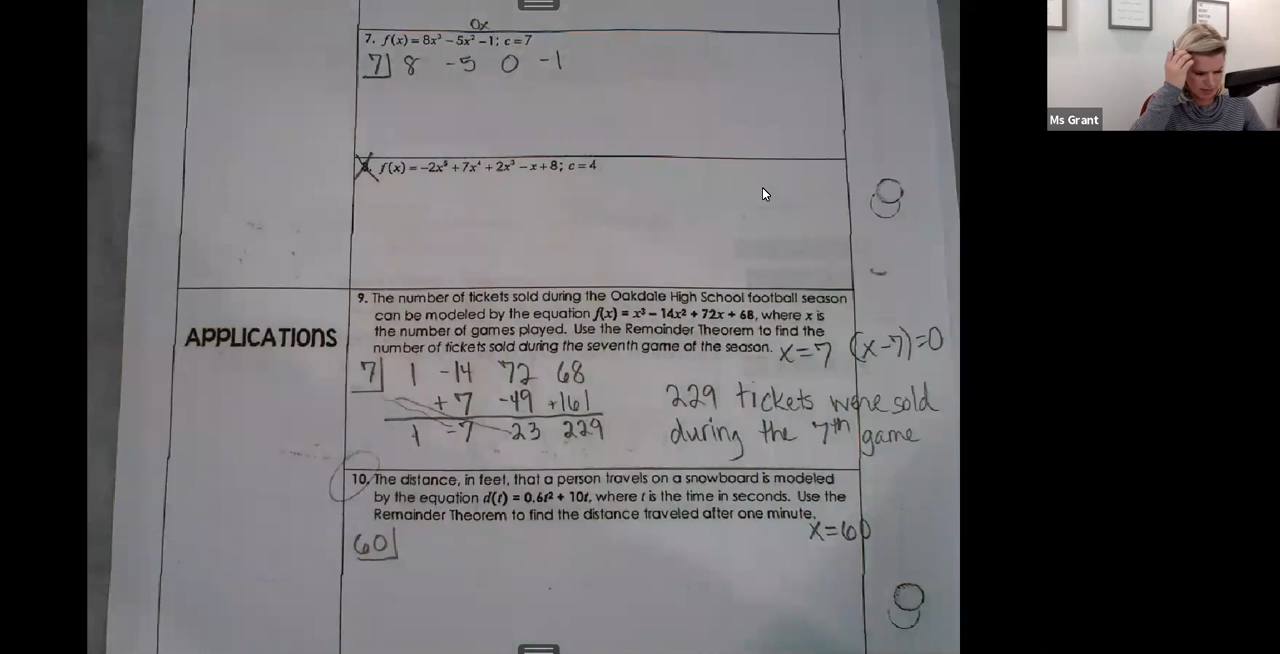 0x
7. f(x) = 8x³ − 5x² − 1; c = 7
7 8 -5 0 -1
f(x) = −2x⁵ + 7x⁴ + 2x³ − x + 8; c = 4
9. The number of tickets sold during the Oakdale High School football season
can be modeled by the equation f(x) = x³ − 14x² + 72x + 68, where x is
the number of games played. Use the Remainder Theorem to find the
number of tickets sold during the seventh game of the season. x=7 (x-7)=0
APPLICATIONS
7 1 -14 72 68
+7 -49 +161
1 -7 23 229
229 tickets were sold
during the 7th game
10. The distance, in feet, that a person travels on a snowboard is modeled
by the equation d(t) = 0.6t² + 10t, where t is the time in seconds. Use the
Remainder Theorem to find the distance traveled after one minute.
x=60
60
Ms Grant